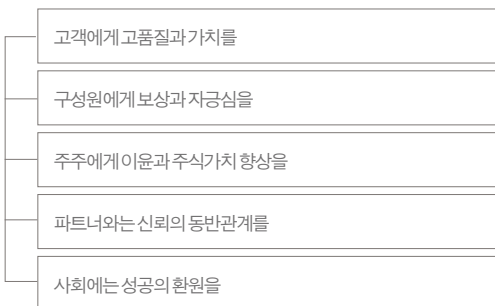 고객에게 고품질과 가치를
구성원에게 보상과 자긍심을
주주에게 이윤과 주식가치 향상을
파트너와는 신뢰의 동반관계를
사회에는 성공의 환원을